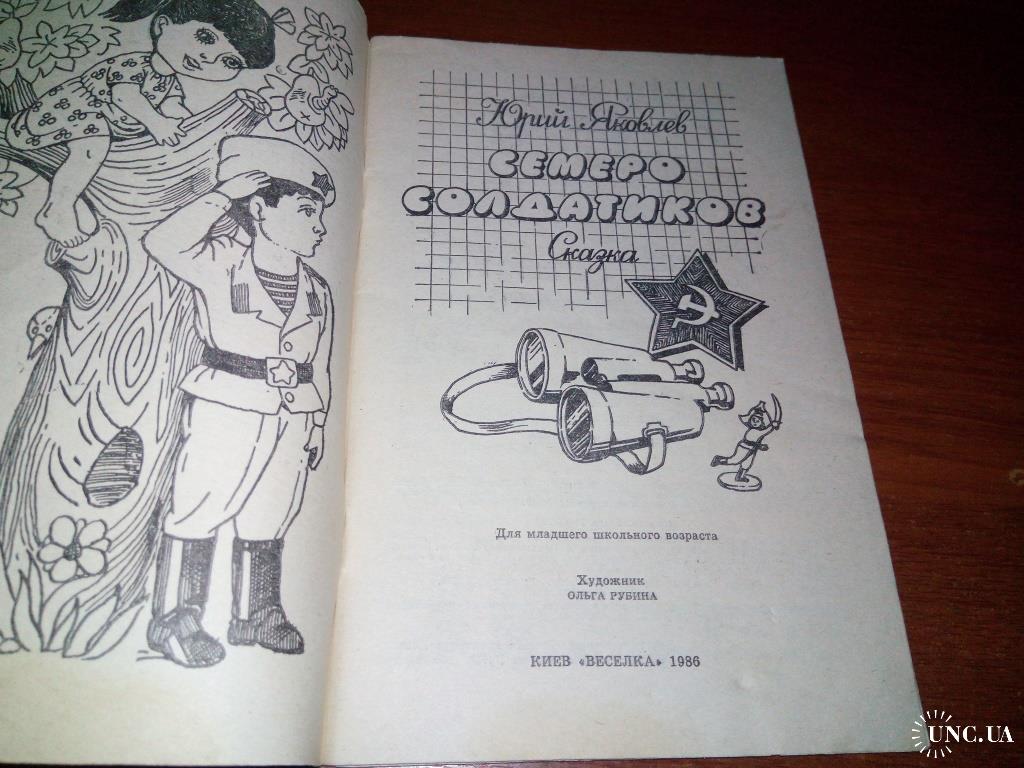 Юрий Яковлев
СЕМЕРО
СОЛДАТИКОВ
Сказка
Для младшего школьного возраста
Художник
ОЛЬГА РУБИНА
КИЕВ «ВЕСЕЛКА» 1986
UNC.UA